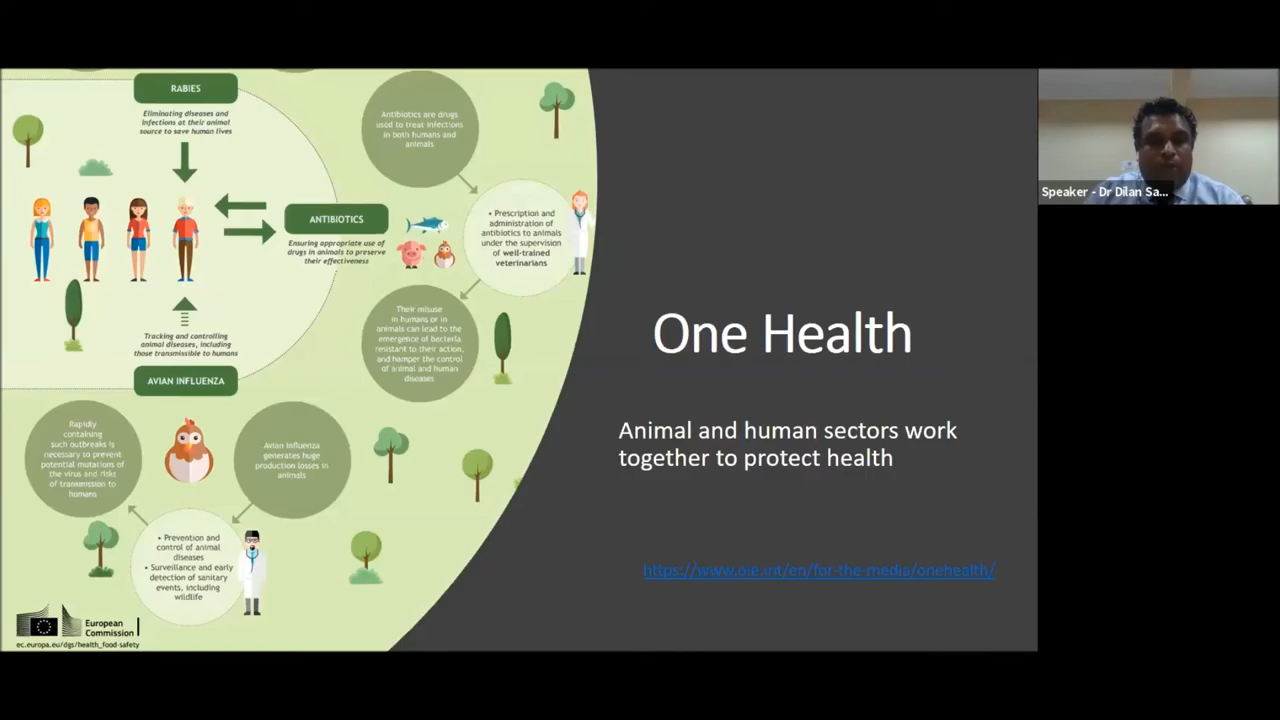 RABIES
Eliminating diseases and
infections at their animal
source to save human lives
ANTIBIOTICS
Ensuring appropriate use of
drugs in animals to preserve
their effectiveness
Tracking and controlling
animal diseases, including
those transmissible to humans
AVIAN INFLUENZA
Antibiotics are drugs
used to treat infections
in both humans and
animals
• Prescription and
administration of
antibiotics to animals
under the supervision
of well-trained
veterinarians
Their misuse
in humans or in
animals can lead to the
emergence of bacteria
resistant to their action,
and hamper the control
of animal and human
diseases
Rapidly
containing
such outbreaks is
necessary to prevent
potential mutations of
the virus and risks
of transmission to
humans
Avian influenza
generates huge
production losses in
animals
• Prevention and
control of animal
diseases
• Surveillance and early
detection of sanitary
events, including
wildlife
European
Commission
ec.europa.eu/dgs/health_food-safety
One Health
Animal and human sectors work
together to protect health
https://www.oie.int/en/for-the-media/onehealth/
Speaker - Dr Dilan Sa...